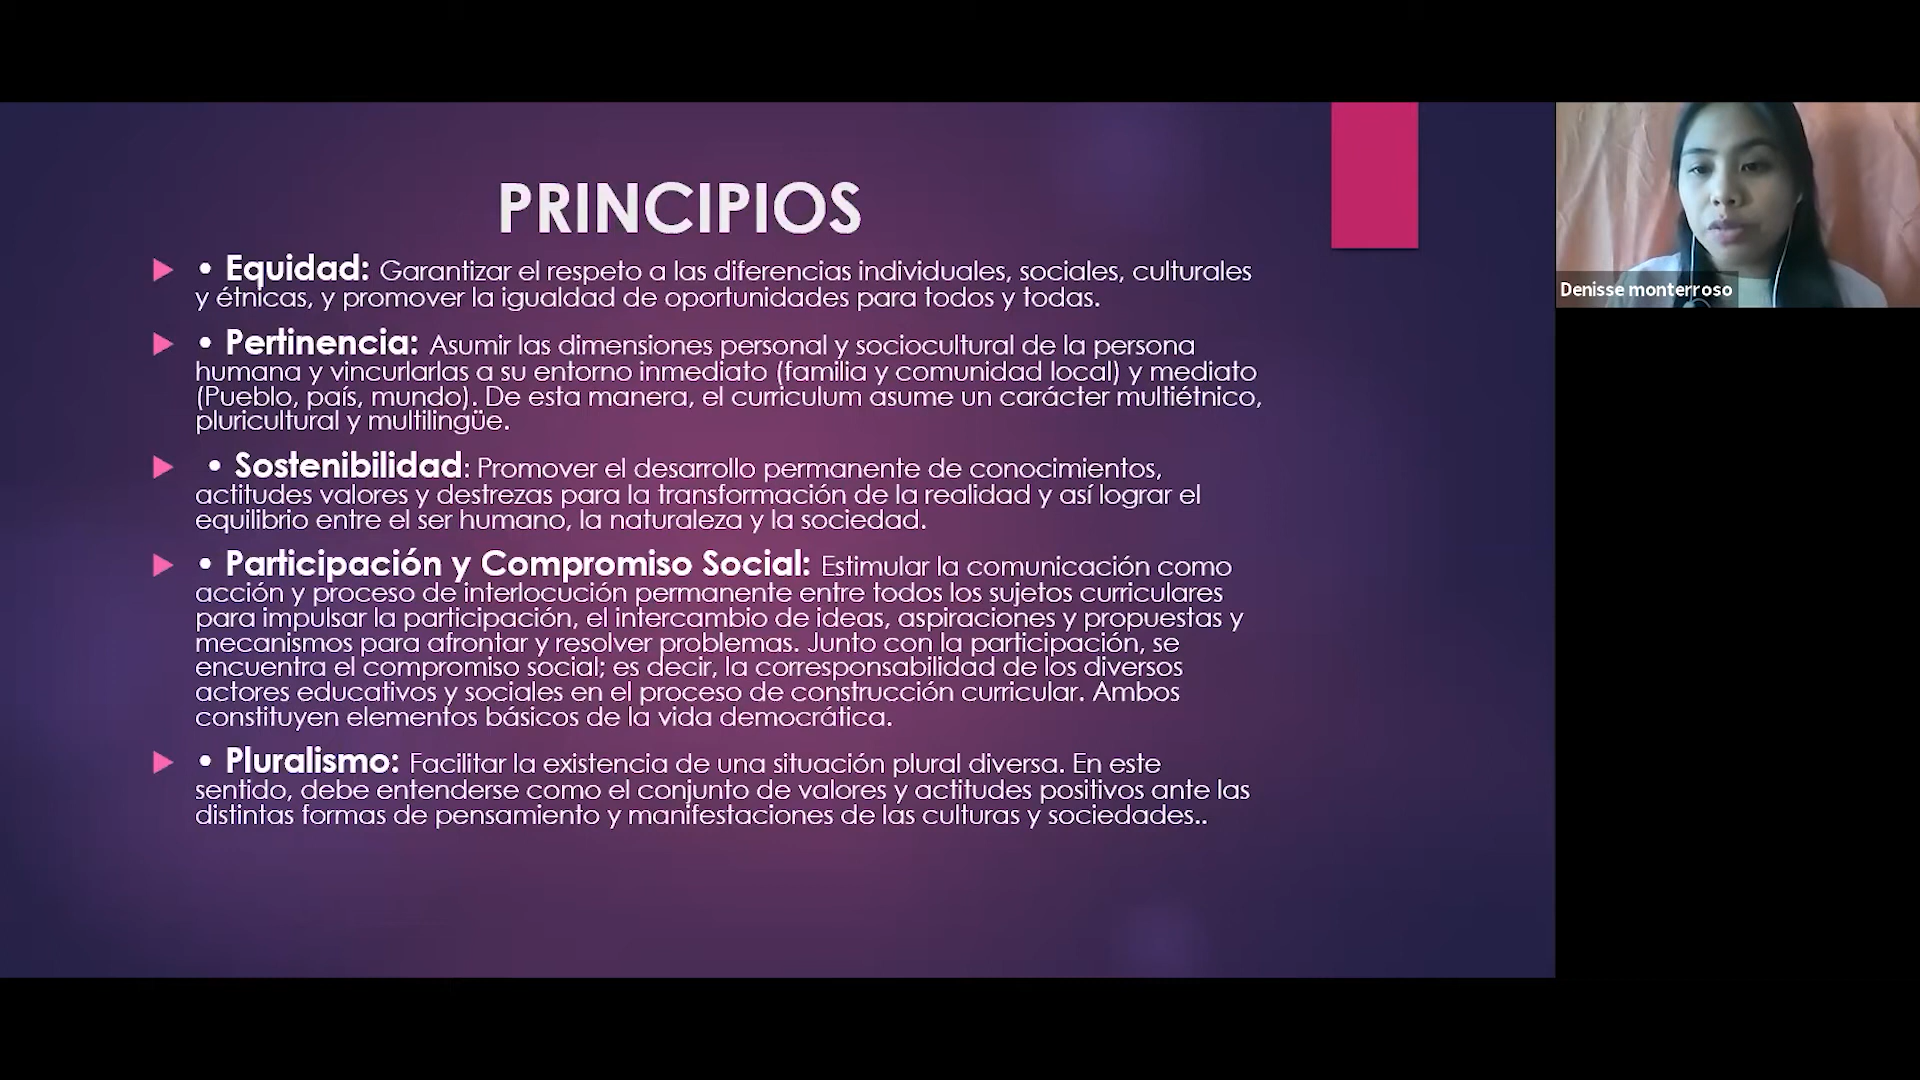 PRINCIPIOS
• Equidad: Garantizar el respeto a las diferencias individuales, sociales, culturales
y étnicas, y promover la igualdad de oportunidades para todos y todas.
• Pertinencia: Asumir las dimensiones personal y sociocultural de la persona
humana y vincurlarlas a su entorno inmediato (familia y comunidad local) y mediato
(Pueblo, país, mundo). De esta manera, el curriculum asume un carácter multiétnico,
pluricultural y multilingüe.
• Sostenibilidad: Promover el desarrollo permanente de conocimientos,
actitudes valores y destrezas para la transformación de la realidad y así lograr el
equilibrio entre el ser humano, la naturaleza y la sociedad.
• Participación y Compromiso Social: Estimular la comunicación como
acción y proceso de interlocución permanente entre todos los sujetos curriculares
para impulsar la participación, el intercambio de ideas, aspiraciones y propuestas y
mecanismos para afrontar y resolver problemas. Junto con la participación, se
encuentra el compromiso social; es decir, la corresponsabilidad de los diversos
actores educativos y sociales en el proceso de construcción curricular. Ambos
constituyen elementos básicos de la vida democrática.
• Pluralismo: Facilitar la existencia de una situación plural diversa. En este
sentido, debe entenderse como el conjunto de valores y actitudes positivos ante las
distintas formas de pensamiento y manifestaciones de las culturas y sociedades..
Denisse monterroso